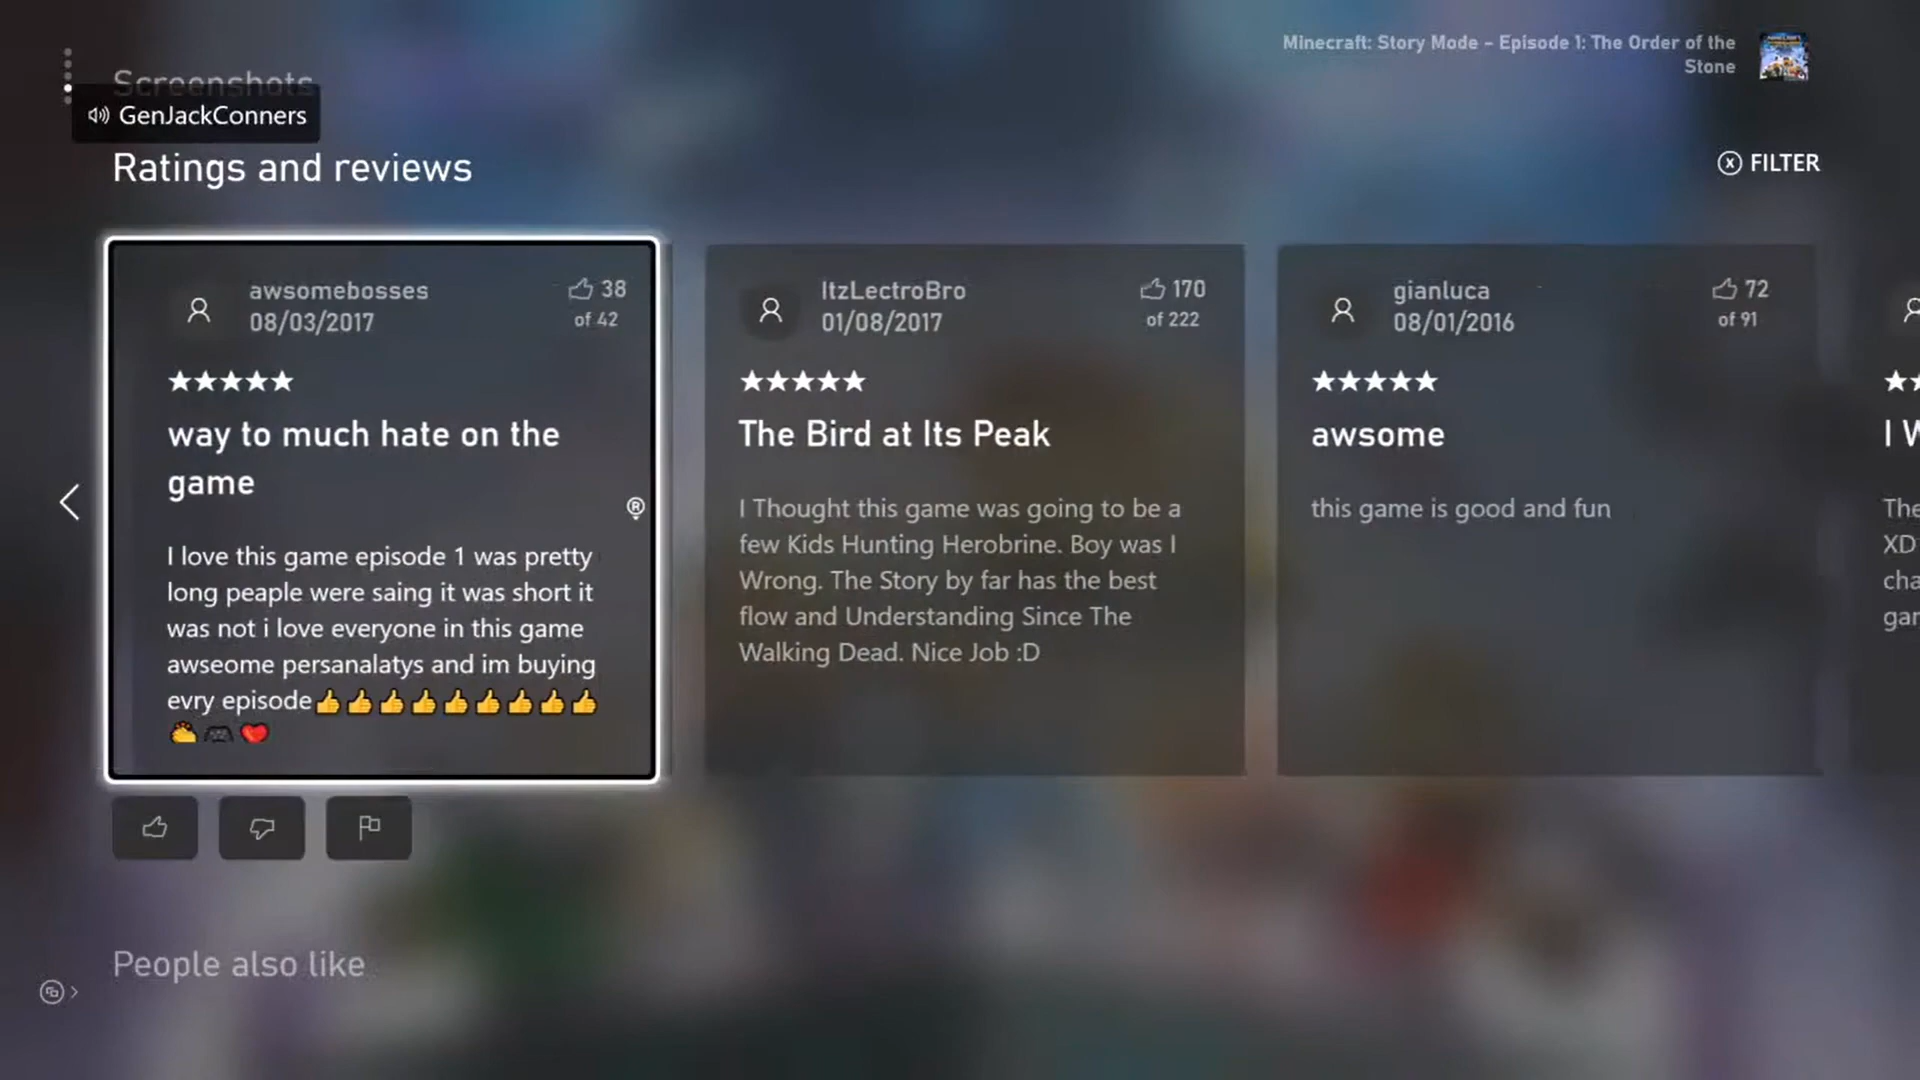 Minecraft: Story Mode - Episode 1: The Order of the
Stone
Screenshots
GenJackConners
Ratings and reviews
FILTER
awsomebosses
08/03/2017
38
of 42
★★★★★
way to much hate on the
game
I love this game episode 1 was pretty
long peaple were saing it was short it
was not i love everyone in this game
awseome persanalatys and im buying
evry episode👍👍👍👍👍👍👍👍👍
👏🎮❤️
ItzLectroBro
01/08/2017
170
of 222
★★★★★
The Bird at Its Peak
I Thought this game was going to be a
few Kids Hunting Herobrine. Boy was I
Wrong. The Story by far has the best
flow and Understanding Since The
Walking Dead. Nice Job :D
gianluca
08/01/2016
72
of 91
★★★★★
awsome
this game is good and fun
I W
The
XD
cha
gar
People also like